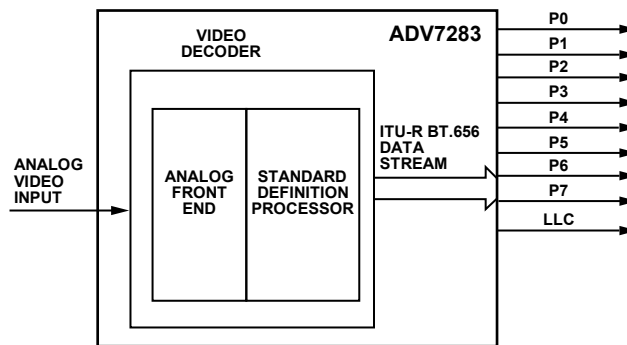 VIDEO
DECODER
ADV7283
ANALOG
VIDEO
INPUT
ANALOG
FRONT
END
STANDARD
DEFINITION
PROCESSOR
ITU-R BT.656
DATA
STREAM
P0
P1
P2
P3
P4
P5
P6
P7
LLC